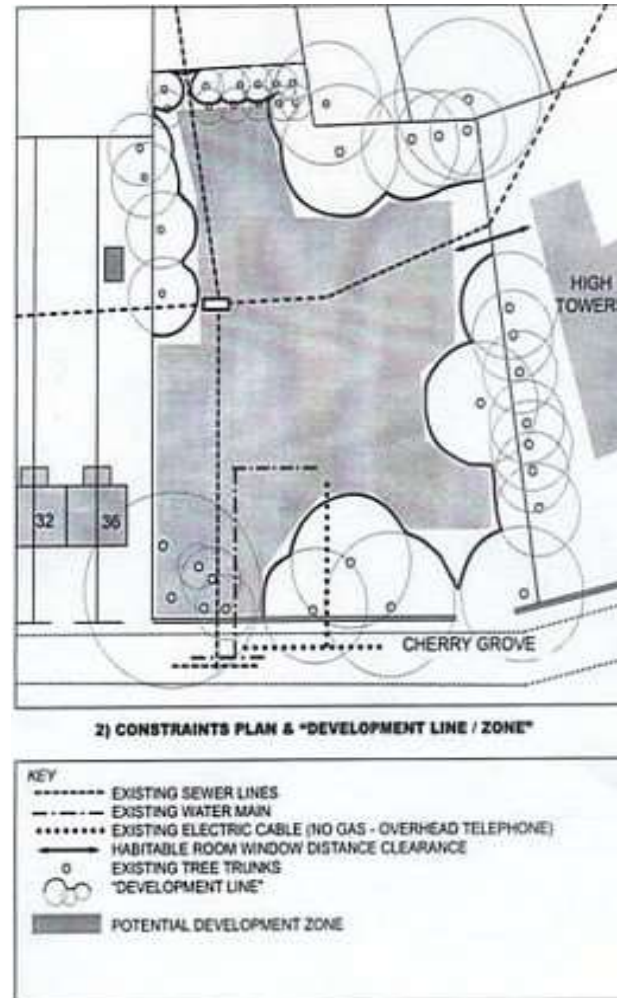 HIGH
TOWERS
32 36
CHERRY GROVE
2) CONSTRAINTS PLAN & "DEVELOPMENT LINE / ZONE"
KEY
EXISTING SEWER LINES
EXISTING WATER MAIN
EXISTING ELECTRIC CABLE (NO GAS - OVERHEAD TELEPHONE)
HABITABLE ROOM WINDOW DISTANCE CLEARANCE
EXISTING TREE TRUNKS
"DEVELOPMENT LINE"
POTENTIAL DEVELOPMENT ZONE